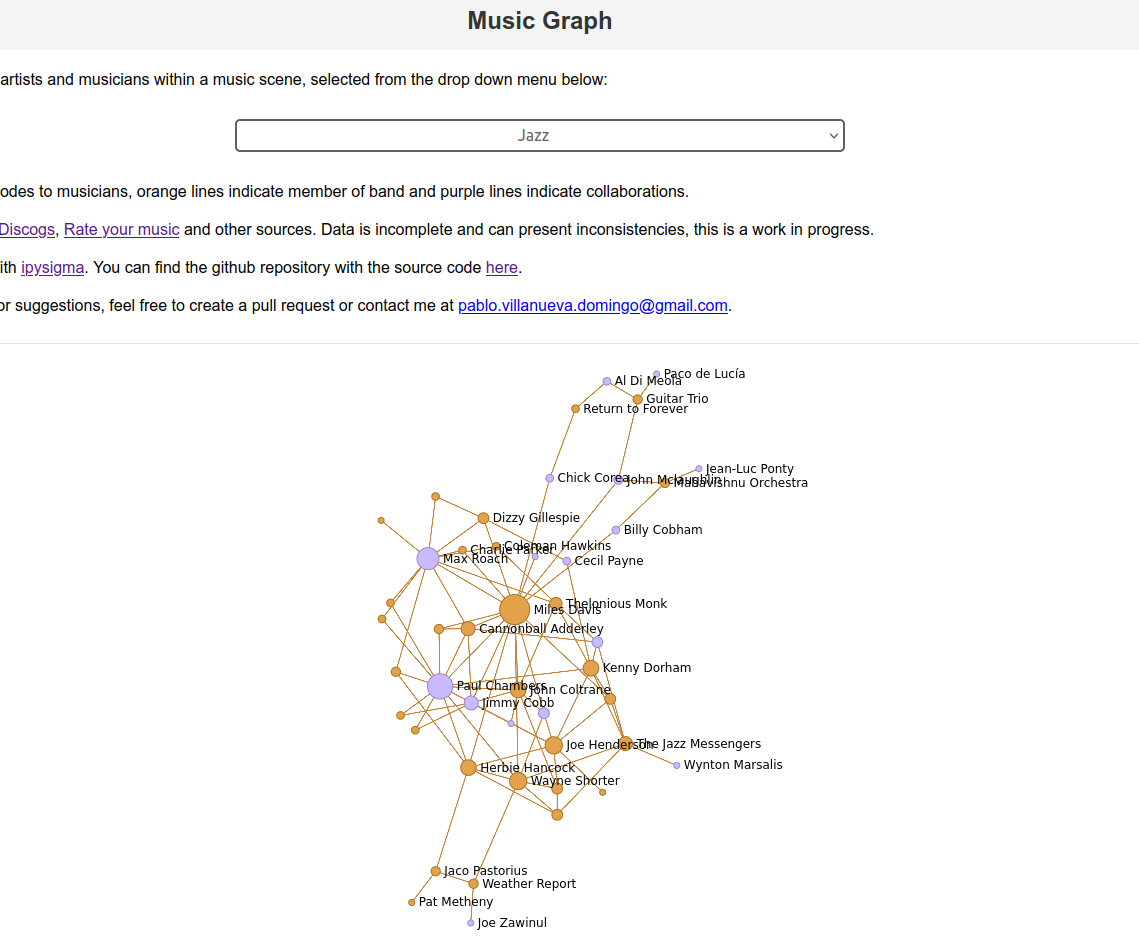 Music Graph
artists and musicians within a music scene, selected from the drop down menu below:
Jazz
odes to musicians, orange lines indicate member of band and purple lines indicate collaborations.
Discogs, Rate your music and other sources. Data is incomplete and can present inconsistencies, this is a work in progress.
ith ipysigma. You can find the github repository with the source code here.
or suggestions, feel free to create a pull request or contact me at pablo.villanueva.domingo@gmail.com.
Paco de Lucía
Al Di Meola
Guitar Trio
Return to Forever
Jean-Luc Ponty
Chick Corea
John Mclaughlin
Mahavishnu Orchestra
Dizzy Gillespie
Billy Cobham
Coleman Hawkins
Charlie Parker
Max Roach
Cecil Payne
Thelonious Monk
Miles Davis
Cannonball Adderley
Kenny Dorham
Paul Chambers
John Coltrane
Jimmy Cobb
Joe Henderson
The Jazz Messengers
Wynton Marsalis
Herbie Hancock
Wayne Shorter
Jaco Pastorius
Weather Report
Pat Metheny
Joe Zawinul